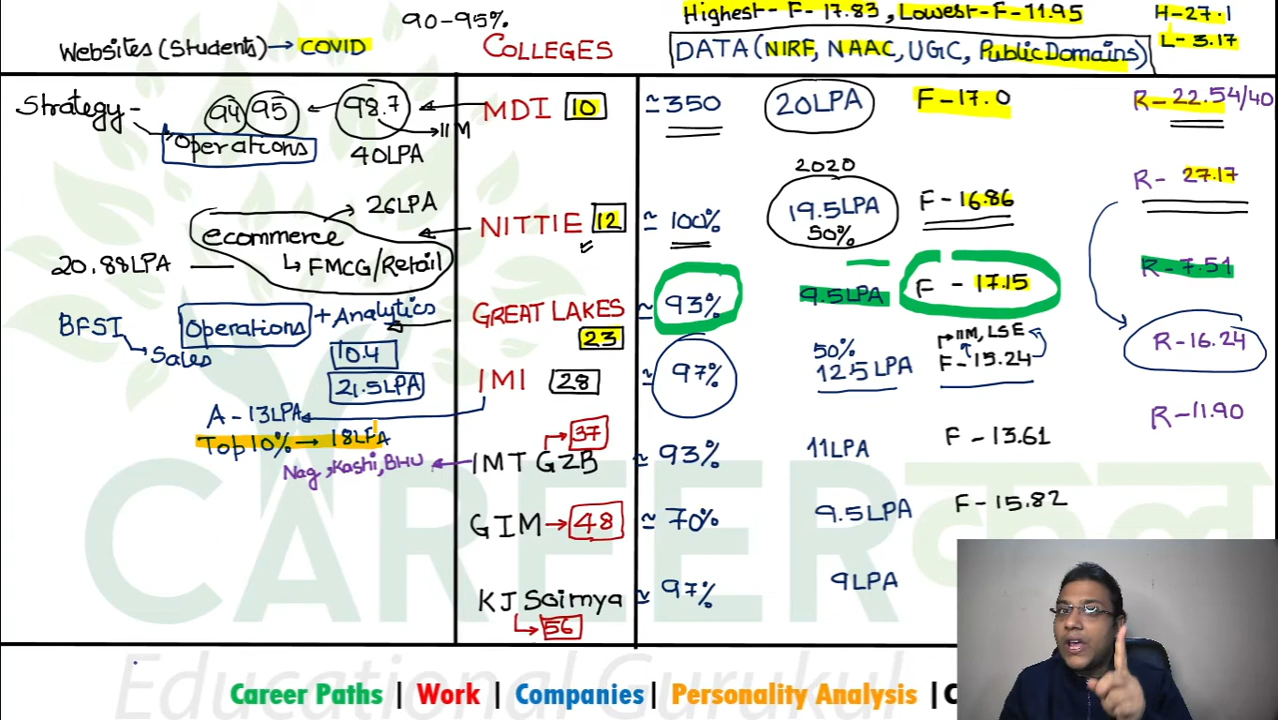 90-95%
Highest- F- 17.83, Lowest-F-11.95
H-27.1
L- 3.17
Websites (Students) → COVID
COLLEGES
DATA (NIRF, NAAC, UGC, Public Domains)
Strategy -
94 95 ← 98.7 ← MDI 10
≃350 20LPA F-17.0 R-22.54/40
→ IIM
Operations
40LPA
2020
R- 27.17
→ 26LPA
NITTIE 12 ≃ 100% 19.5LPA F-16.86
50%
ecommerce
20.88LPA — ↳ FMCG/Retail
R-7.51
GREAT LAKES ≃ 93% 9.5LPA F - 17.15
23
BFSI Operations + Analytics
↳ Sales
10.4
21.5LPA
IIM, LSE
R-16.24
IMI 28 ≃ 97% 50% 12.5LPA F-15.24
A - 13LPA
Top 10% → 18LPA
R-11.90
37
Nag, Kashi, BHU ← IMT GZB ≃ 93% 11LPA F - 13.61
GIM → 48 ≃ 70% 9.5LPA F-15.82
KJ Soimya ≃ 97% 9LPA
↳ 56
CAREER
Educational Gurukul
Career Paths | Work | Companies | Personality Analysis |